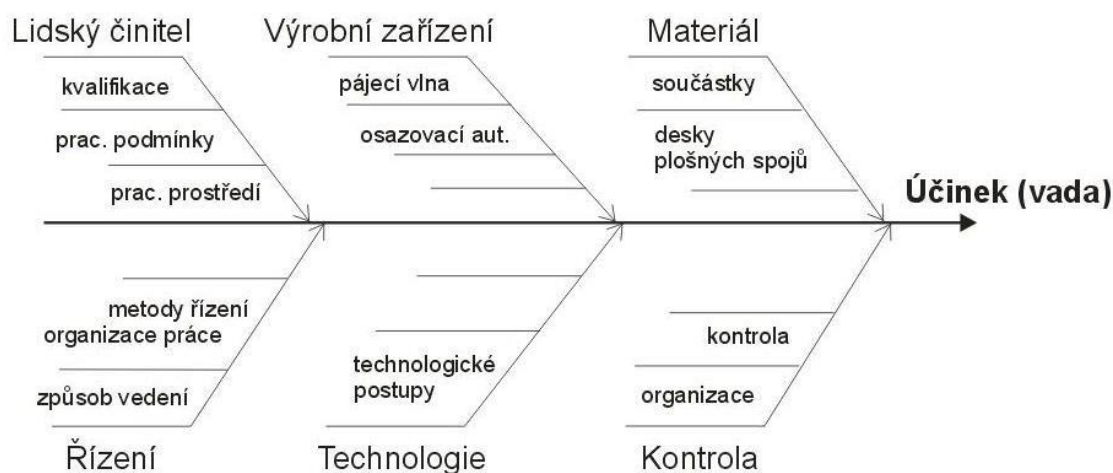 Lidský činitel
Výrobní zařízení
Materiál
kvalifikace
prac. podmínky
prac. prostředí
pájecí vlna
osazovací aut.
součástky
desky
plošných spojů
Účinek (vada)
metody řízení
organizace práce
způsob vedení
technologické
postupy
kontrola
organizace
Řízení
Technologie
Kontrola